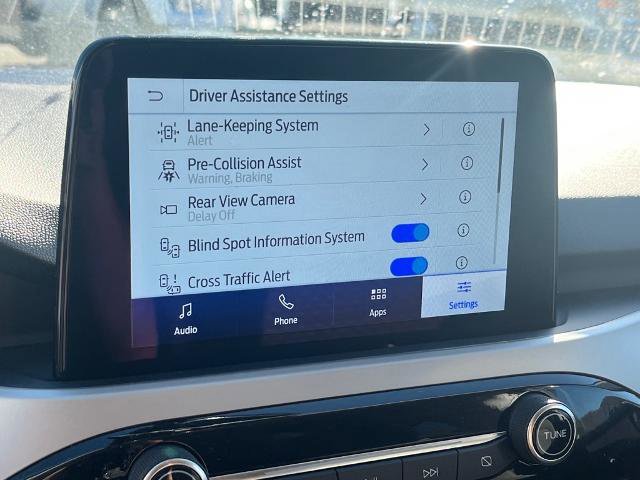 Driver Assistance Settings
Lane-Keeping System
Alert
Pre-Collision Assist
Warning, Braking
Rear View Camera
Delay Off
Blind Spot Information System
Cross Traffic Alert
Audio
Phone
Apps
Settings
TUNE